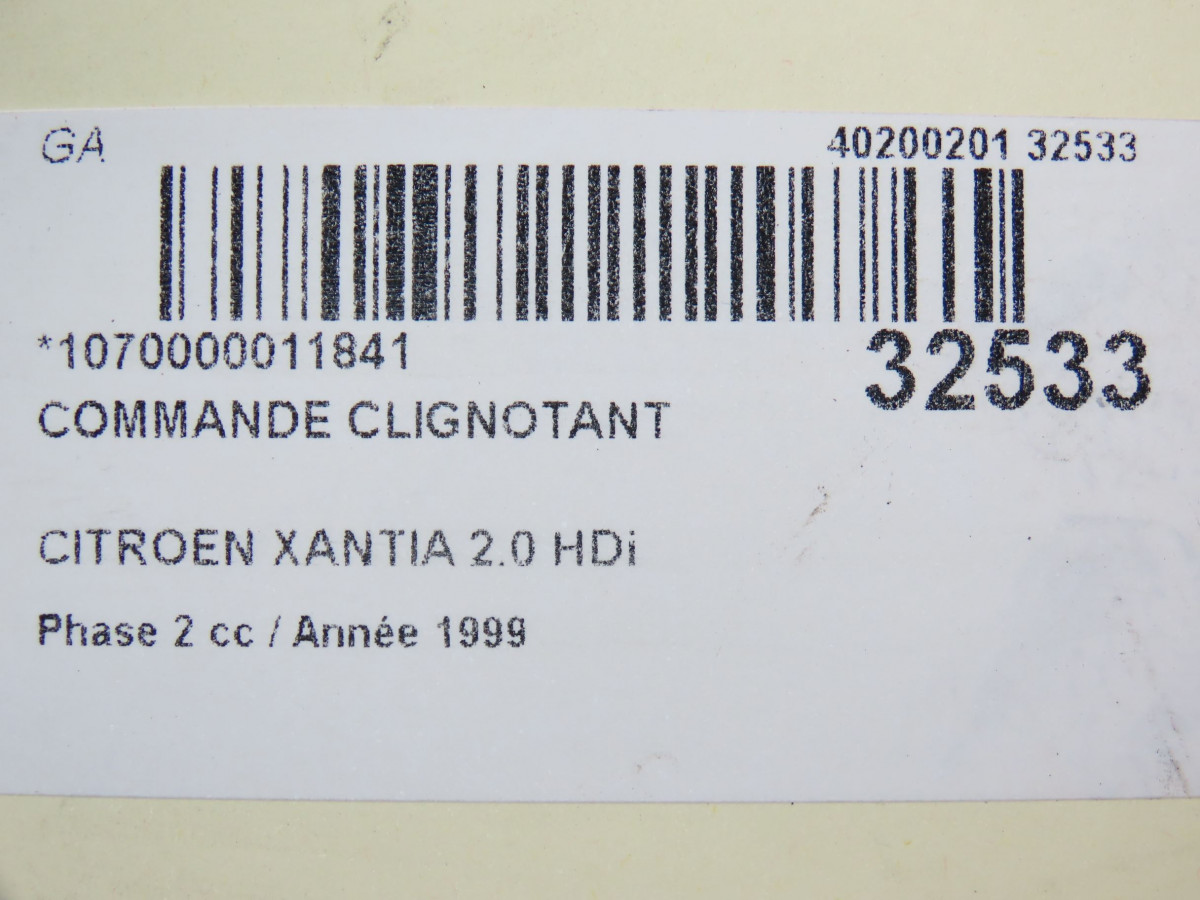 GA 40200201 32533
*1070000011841 32533
COMMANDE CLIGNOTANT
CITROEN XANTIA 2.0 HDi
Phase 2 cc / Année 1999